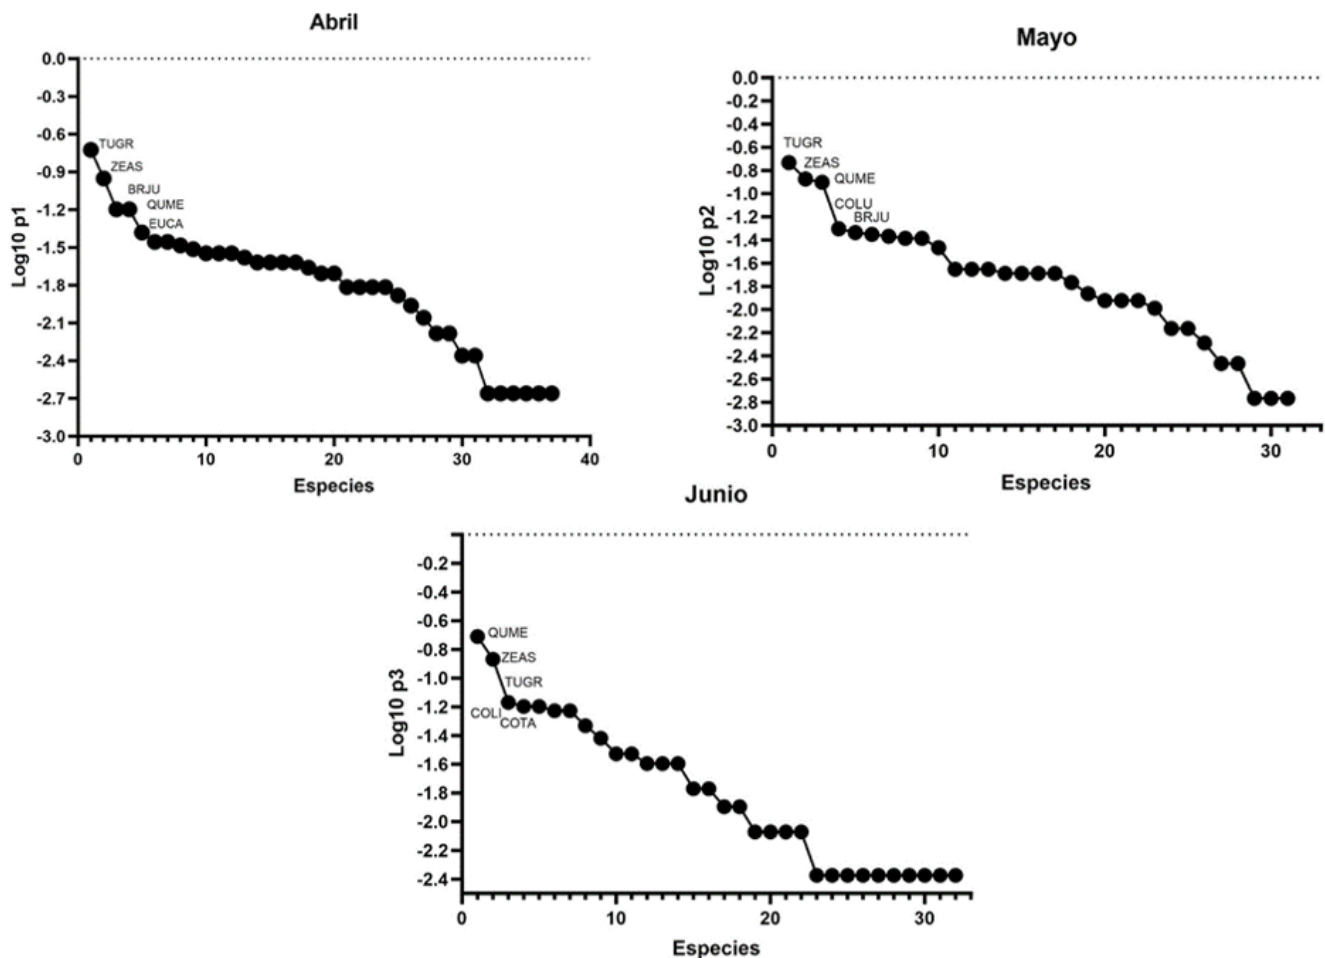 Abril
0.0
-0.3
-0.6
-0.9
-1.2
-1.5
-1.8
-2.1
-2.4
-2.7
-3.0
Log10 p1
TUGR
ZEAS
BRJU
QUME
EUCA
0 10 20 30 40
Especies
Mayo
0.0
-0.2
-0.4
-0.6
-0.8
-1.0
-1.2
-1.4
-1.6
-1.8
-2.0
-2.2
-2.4
-2.6
-2.8
-3.0
Log10 p2
TUGR
ZEAS
QUME
COLU
BRJU
0 10 20 30
Especies
Junio
-0.2
-0.4
-0.6
-0.8
-1.0
-1.2
-1.4
-1.6
-1.8
-2.0
-2.2
-2.4
Log10 p3
QUME
ZEAS
TUGR
COLI
COTA
0 10 20 30
Especies